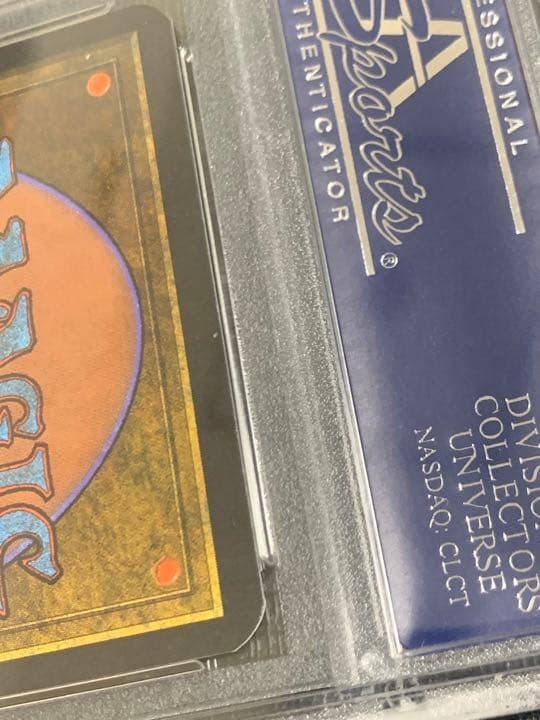 ESSIONAL
Sports®
THENTICATOR
DIVISIO
COLLECTORS
UNIVERSE
NASDAQ: CLCT